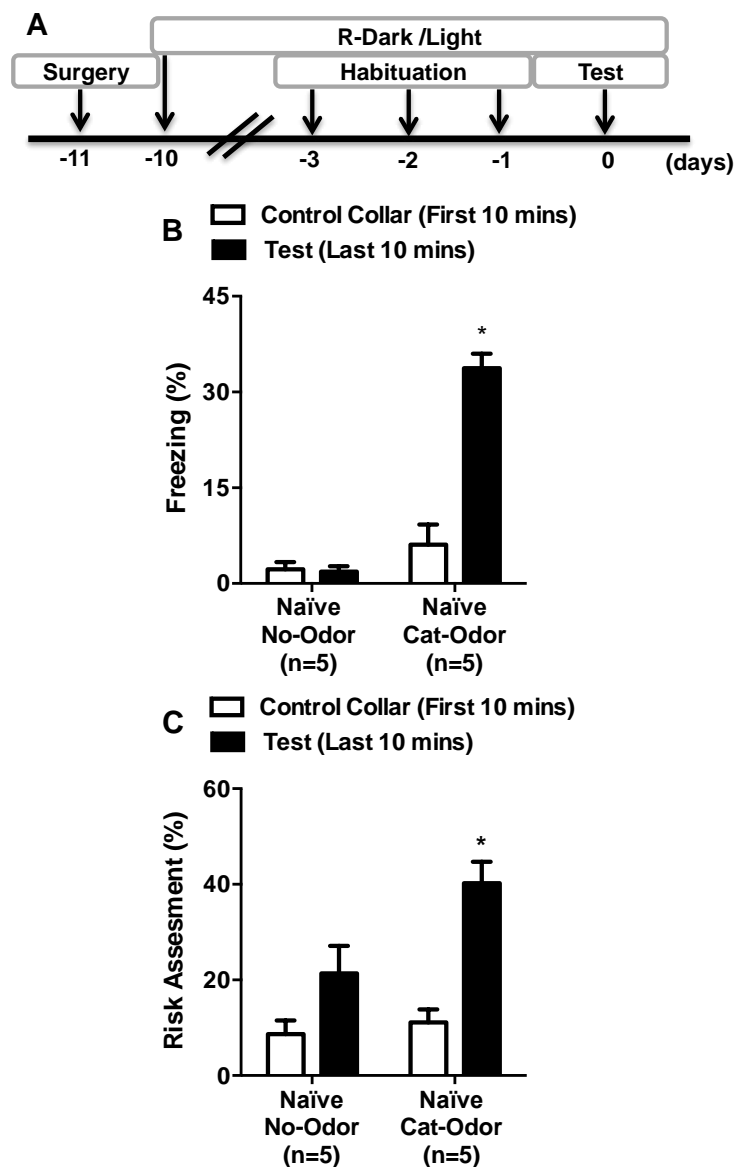 A
R-Dark /Light
Surgery Habituation Test
-11 -10 -3 -2 -1 0 (days)
B
Control Collar (First 10 mins)
Test (Last 10 mins)
45
30
15
0
Freezing (%)
*
Naïve Naïve
No-Odor Cat-Odor
(n=5) (n=5)
C
Control Collar (First 10 mins)
Test (Last 10 mins)
60
40
20
0
Risk Assesment (%)
*
Naïve Naïve
No-Odor Cat-Odor
(n=5) (n=5)